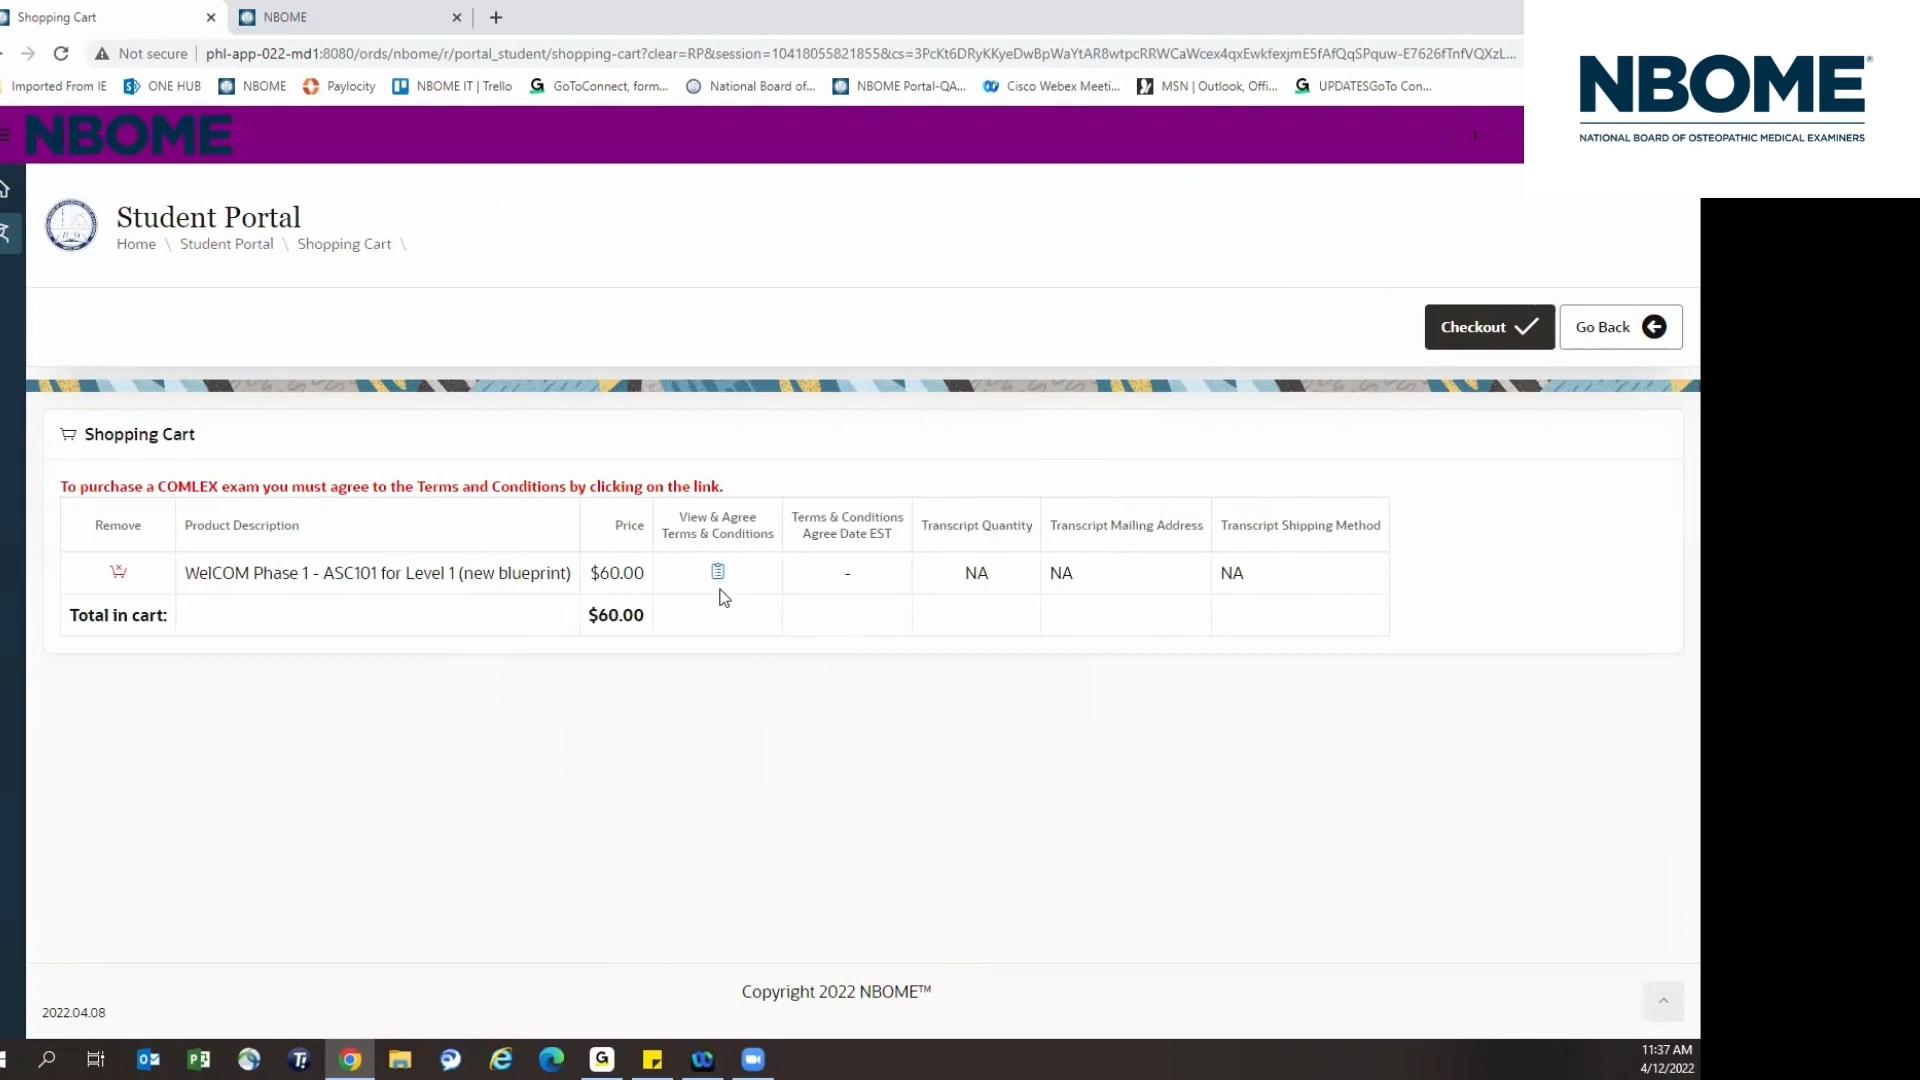 Shopping Cart
NBOME
Not secure
phl-app-022-md1:8080/ords/nbome/r/portal_student/shopping-cart?clear=RP&session=10418055821855&cs=3PcKt6DRyKKyeDwBpWaYtAR8wtpcRRWCaWcex4qxEwkfexjmE5fAfQqSPquw-E7626fTnfVQXzL...
Imported From IE
ONE HUB
NBOME
Paylocity
NBOME IT | Trello
GoToConnect, form...
National Board of...
NBOME Portal-QA...
Cisco Webex Meeti...
MSN | Outlook, Offi...
UPDATESGoTo Con...
NBOME®
NATIONAL BOARD OF OSTEOPATHIC MEDICAL EXAMINERS
NBOME
1
Student Portal
Home \ Student Portal \ Shopping Cart \
Checkout
Go Back
Shopping Cart
To purchase a COMLEX exam you must agree to the Terms and Conditions by clicking on the link.
Remove
Product Description
Price
View & Agree
Terms & Conditions
Terms & Conditions
Agree Date EST
Transcript Quantity
Transcript Mailing Address
Transcript Shipping Method
WelCOM Phase 1 - ASC101 for Level 1 (new blueprint) $60.00 - NA NA NA
Total in cart: $60.00
Copyright 2022 NBOME™
2022.04.08
11:37 AM
4/12/2022